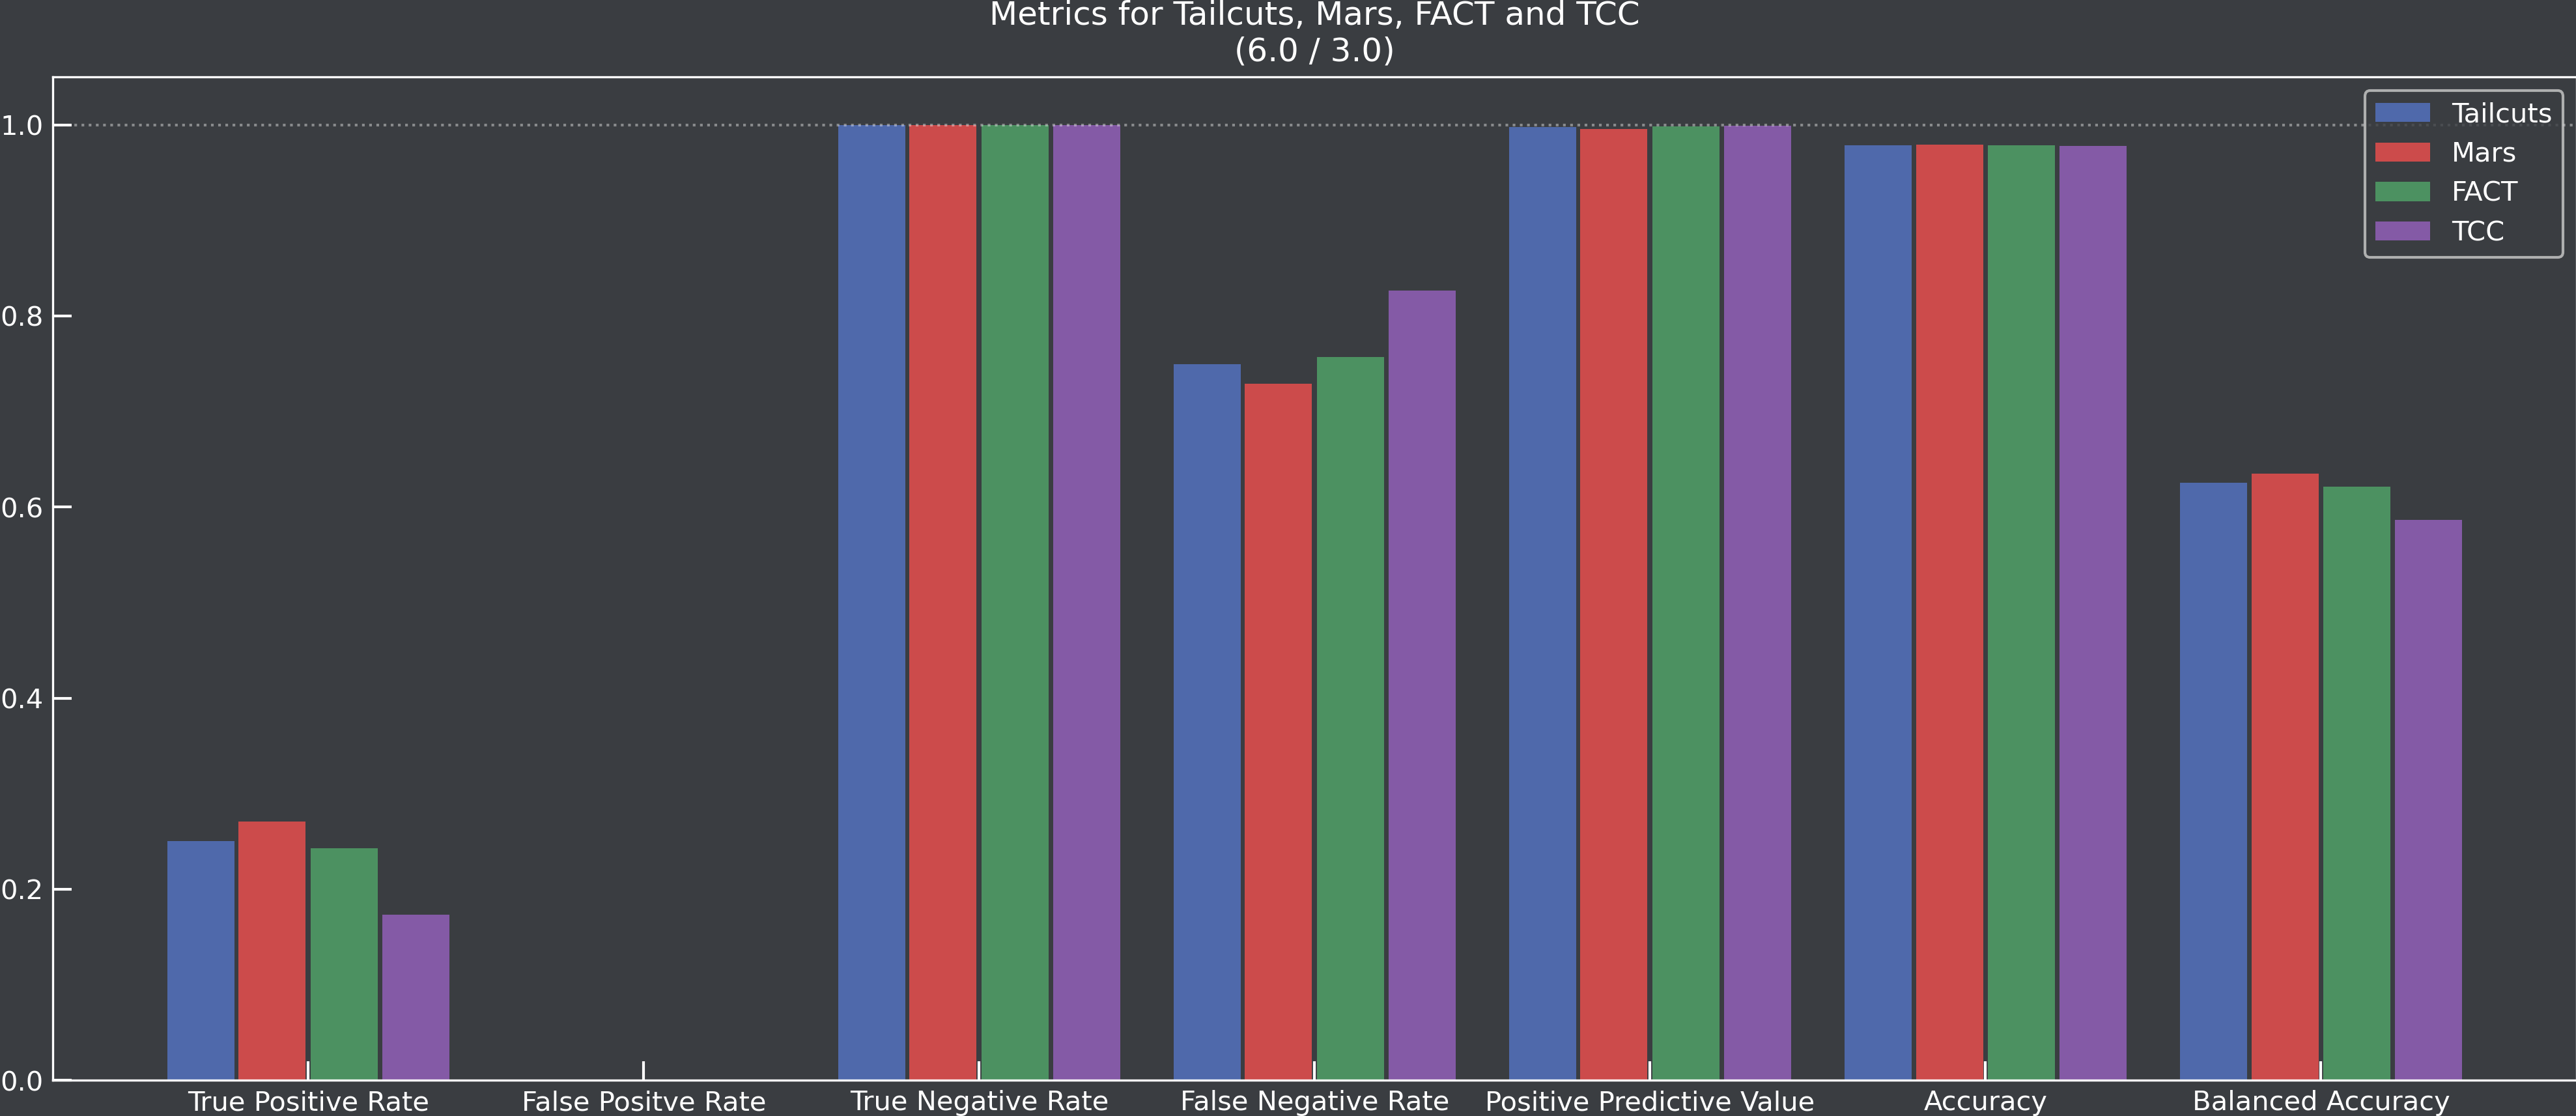 Metrics for Tailcuts, Mars, FACT and TCC
(6.0 / 3.0)
1.0
0.8
0.6
0.4
0.2
0.0
Tailcuts
Mars
FACT
TCC
True Positive Rate
False Positve Rate
True Negative Rate
False Negative Rate
Positive Predictive Value
Accuracy
Balanced Accuracy